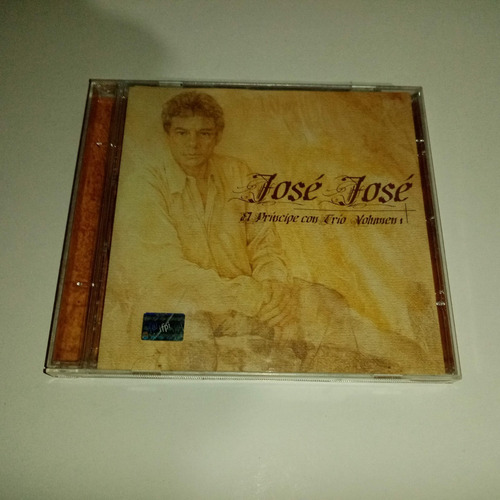 José José
El Príncipe con Trío Volumen 1